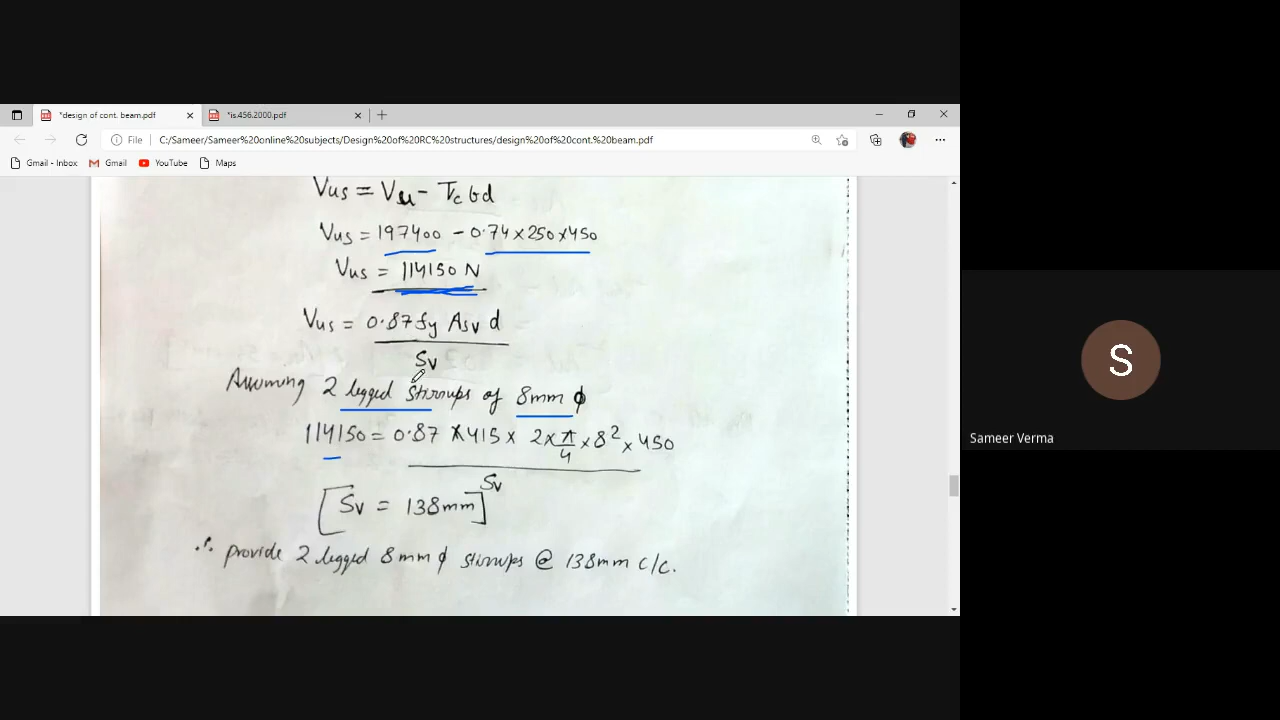 *design of cont. beam.pdf
*is.456.2000.pdf
File
C:/Sameer/Sameer%20online%20subjects/Design%20of%20RC%20structures/design%20of%20cont.%20beam.pdf
Gmail - Inbox
Gmail
YouTube
Maps
Vus = Vu - Tc bd
Vus = 197400 - 0.74×250×450
Vus = 114150 N
Vus = 0.87 fy Asv d
Sv
Assuming 2 legged stirrups of 8mm ϕ
114150 = 0.87 × 415 × 2 × π/4 × 8² × 450
Sv
[Sv = 138mm]
∴ provide 2 legged 8mm ϕ stirrups @ 138mm c/c.
S
Sameer Verma